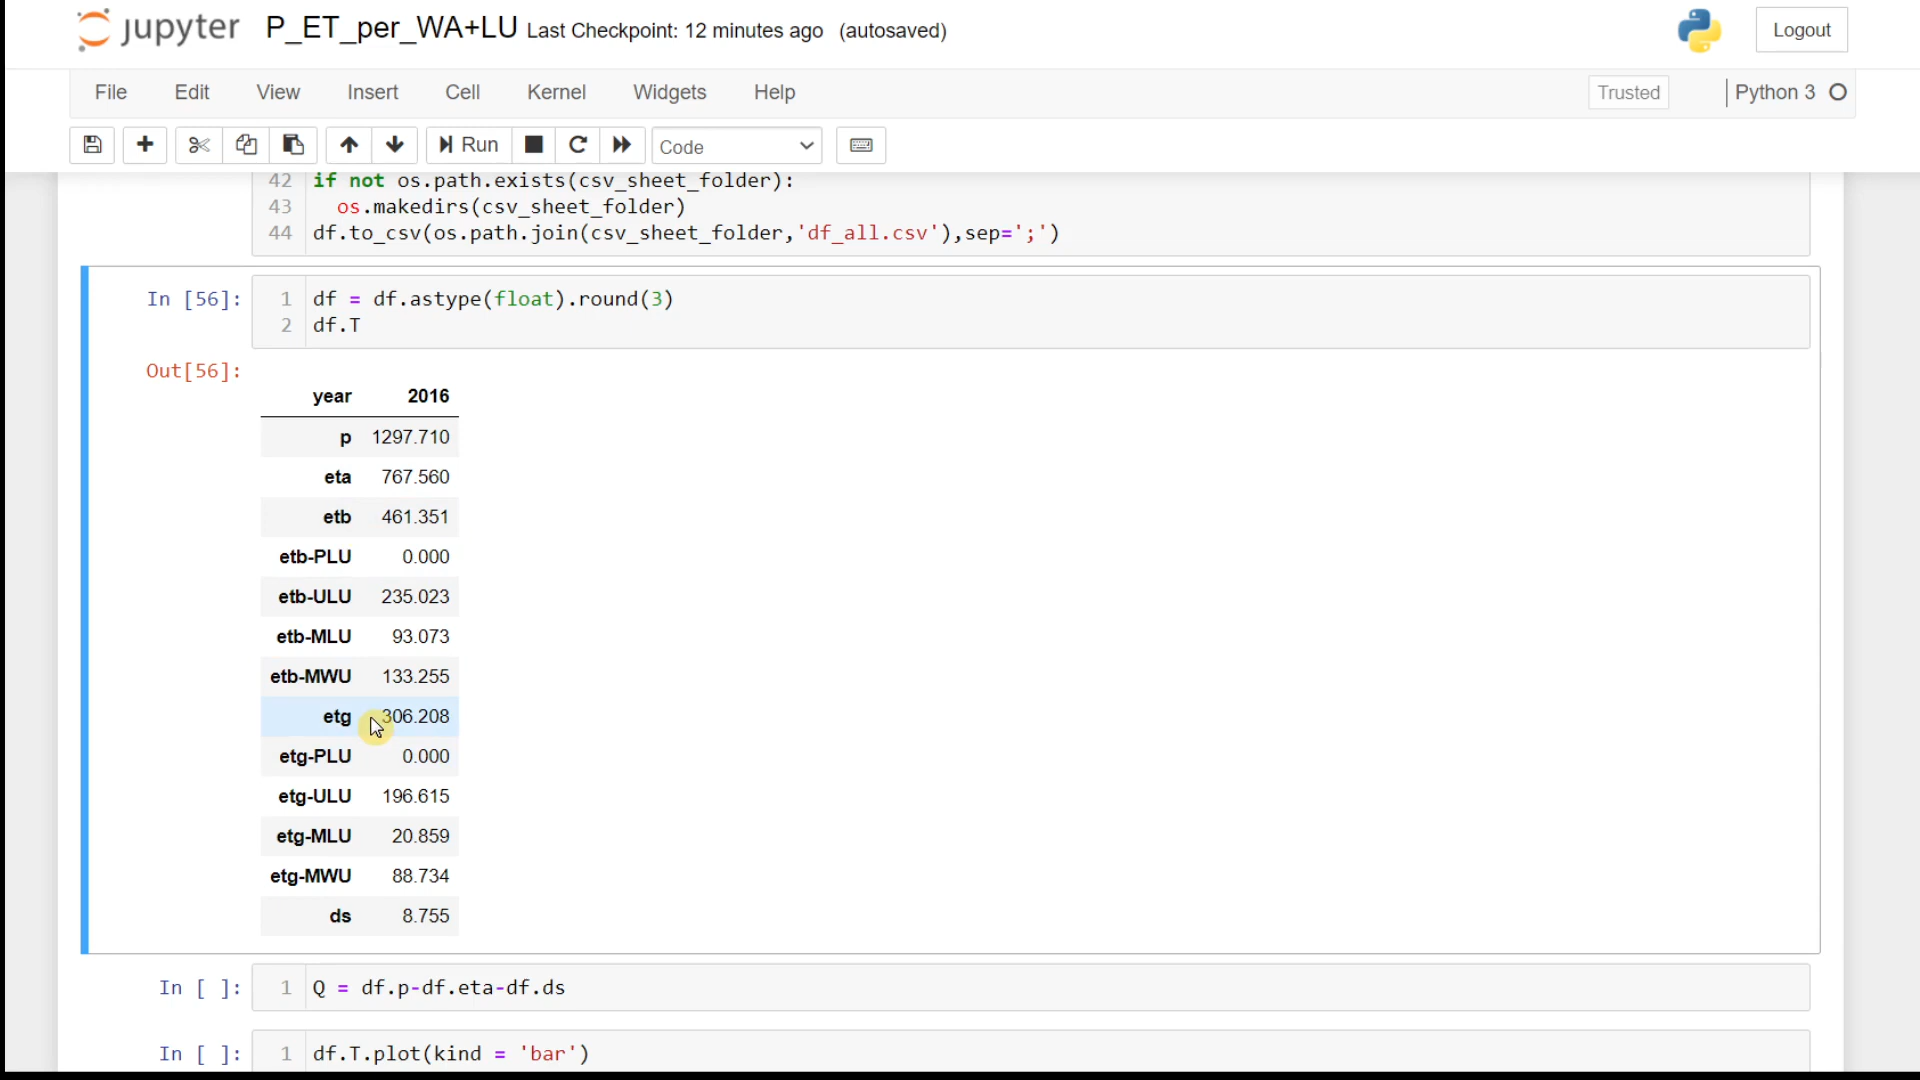 jupyter P_ET_per_WA+LU Last Checkpoint: 12 minutes ago (autosaved) Logout
File Edit View Insert Cell Kernel Widgets Help Trusted Python 3
Run Code
42 if not os.path.exists(csv_sheet_folder):
43   os.makedirs(csv_sheet_folder)
44 df.to_csv(os.path.join(csv_sheet_folder,'df_all.csv'),sep=';')
In [56]: 1 df = df.astype(float).round(3)
2 df.T
Out[56]:
year 2016
p 1297.710
eta 767.560
etb 461.351
etb-PLU 0.000
etb-ULU 235.023
etb-MLU 93.073
etb-MWU 133.255
etg 306.208
etg-PLU 0.000
etg-ULU 196.615
etg-MLU 20.859
etg-MWU 88.734
ds 8.755
In [ ]: 1 Q = df.p-df.eta-df.ds
In [ ]: 1 df.T.plot(kind = 'bar')